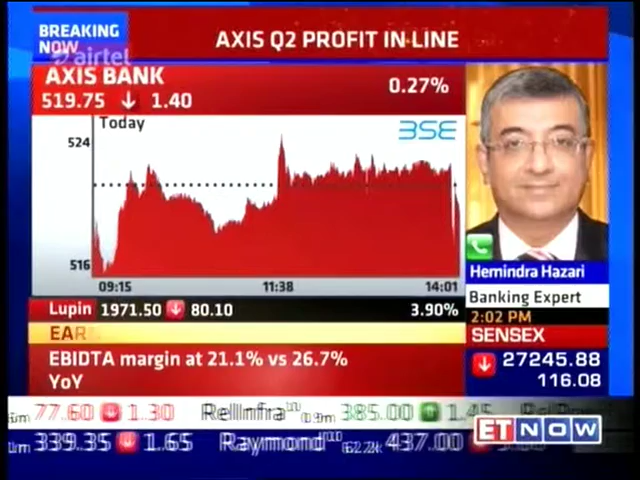 BREAKING
NOW
airtel
AXIS Q2 PROFIT IN-LINE
AXIS BANK
519.75 1.40
0.27%
Today
BSE
524
516
09:15 11:38 14:01
Hemindra Hazari
Banking Expert
2:02 PM
SENSEX
27245.88
116.08
Lupin 1971.50 80.10 3.90%
EAR
EBIDTA margin at 21.1% vs 26.7%
YoY
77.60 1.30 RelInfra 385.00 1.45
339.35 1.65 Raymond 437.00
ET NOW